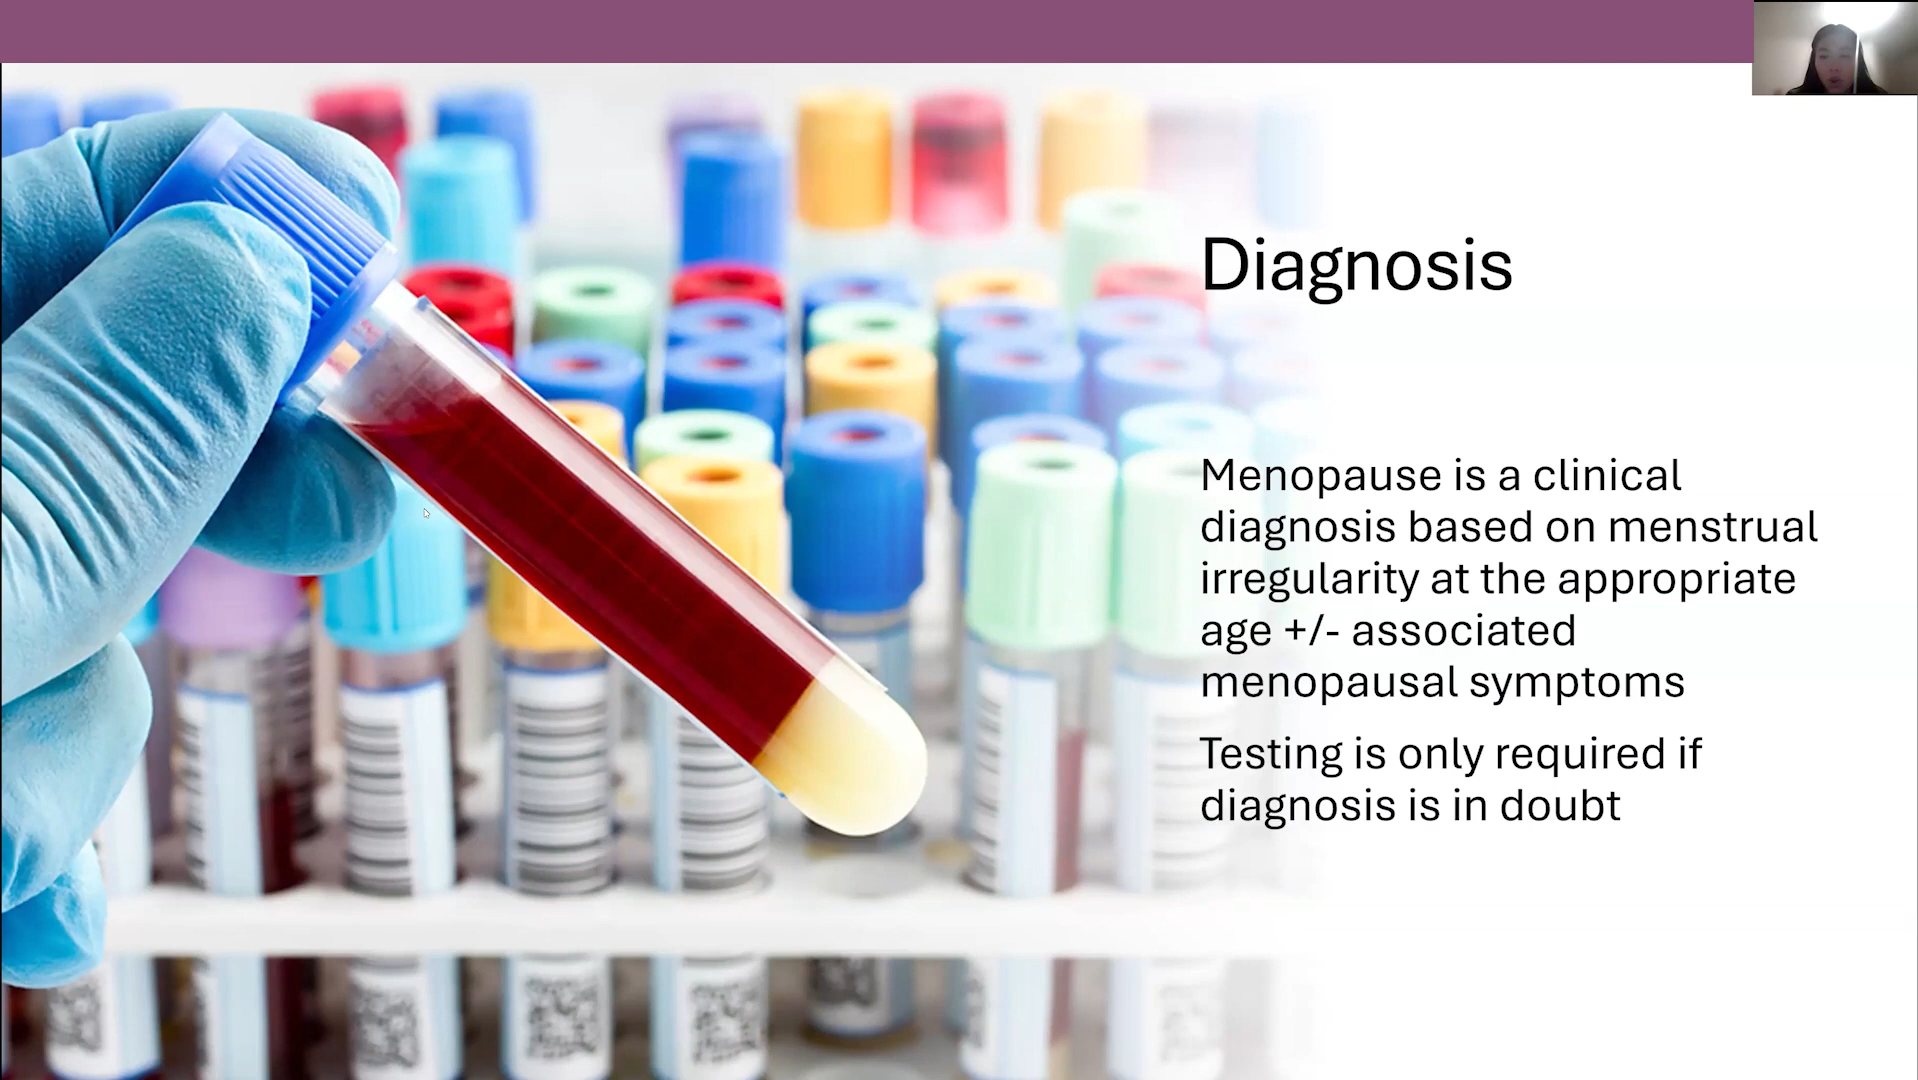 Diagnosis
Menopause is a clinical
diagnosis based on menstrual
irregularity at the appropriate
age +/- associated
menopausal symptoms
Testing is only required if
diagnosis is in doubt